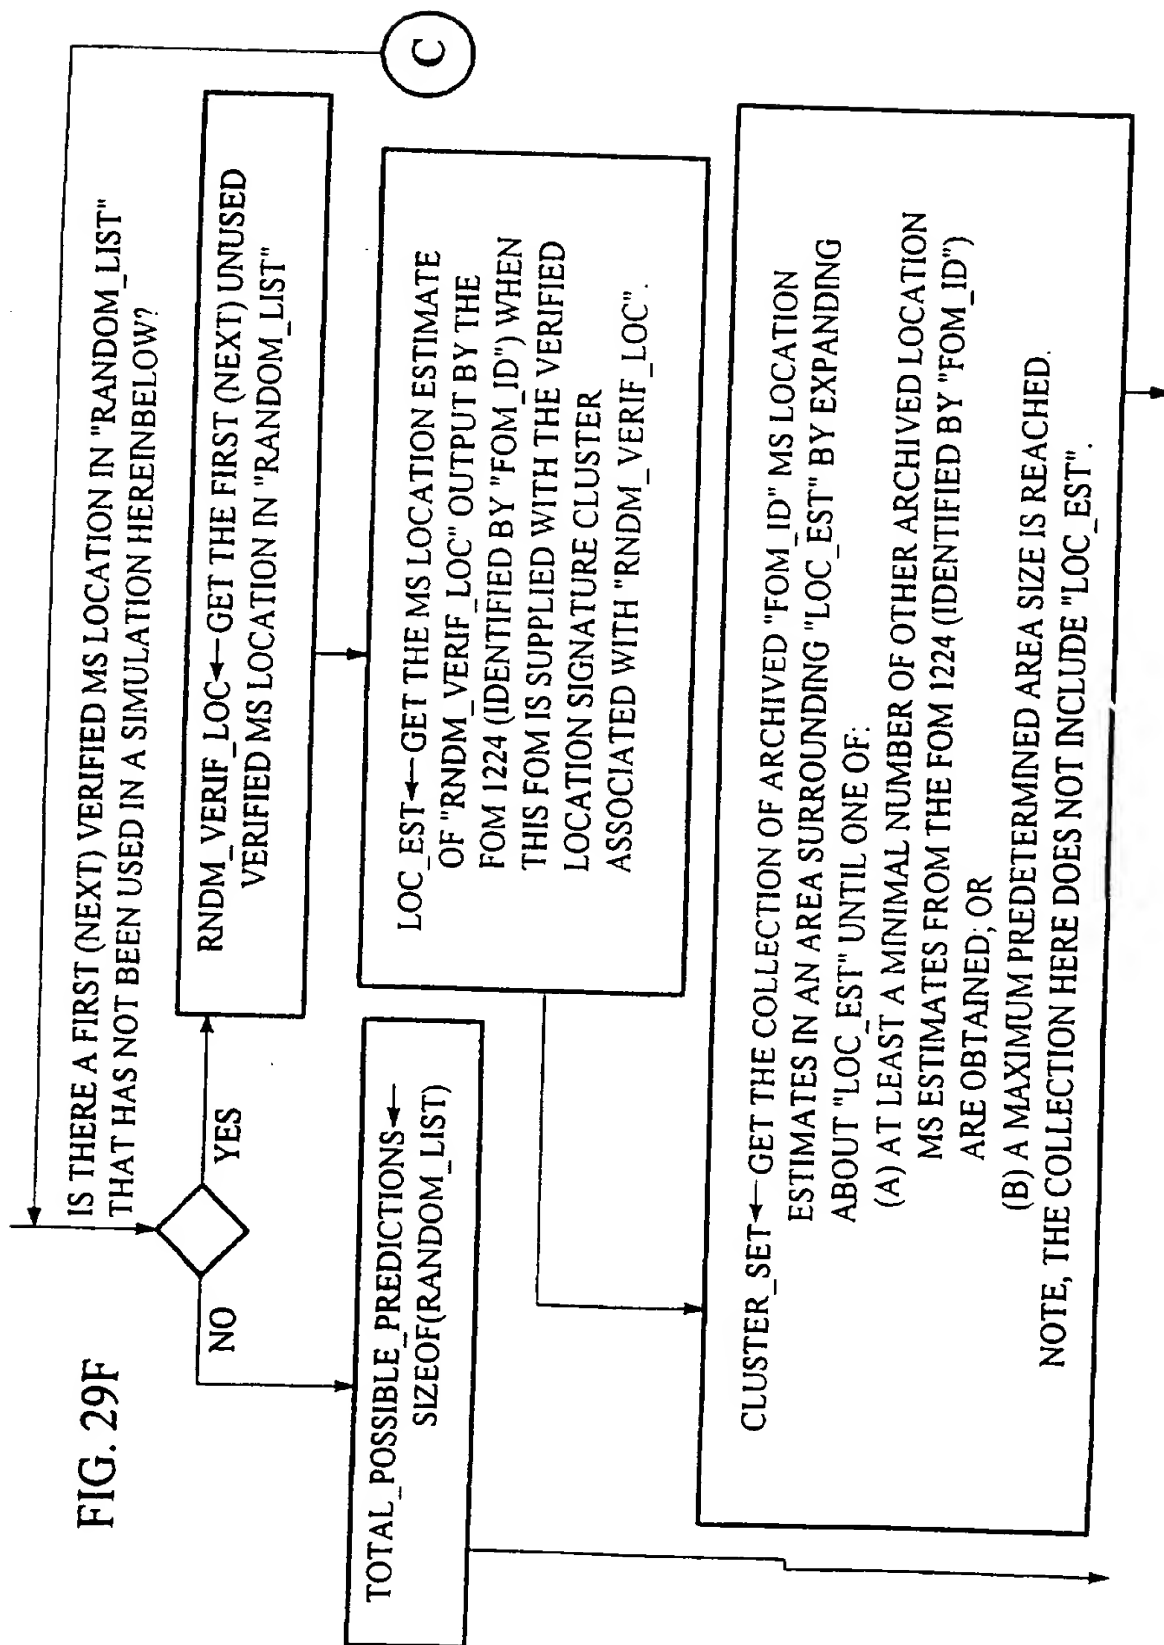 FIG. 29F
C
IS THERE A FIRST (NEXT) VERIFIED MS LOCATION IN "RANDOM_LIST"
THAT HAS NOT BEEN USED IN A SIMULATION HEREINBELOW?
NO
YES
RNDM_VERIF_LOC←GET THE FIRST (NEXT) UNUSED
VERIFIED MS LOCATION IN "RANDOM_LIST"
TOTAL_POSSIBLE_PREDICTIONS←
SIZEOF(RANDOM_LIST)
LOC_EST←GET THE MS LOCATION ESTIMATE
OF "RNDM_VERIF_LOC" OUTPUT BY THE
FOM 1224 (IDENTIFIED BY "FOM_ID") WHEN
THIS FOM IS SUPPLIED WITH THE VERIFIED
LOCATION SIGNATURE CLUSTER
ASSOCIATED WITH "RNDM_VERIF_LOC".
CLUSTER_SET←GET THE COLLECTION OF ARCHIVED "FOM_ID" MS LOCATION
ESTIMATES IN AN AREA SURROUNDING "LOC_EST" BY EXPANDING
ABOUT "LOC_EST" UNTIL ONE OF:
(A) AT LEAST A MINIMAL NUMBER OF OTHER ARCHIVED LOCATION
MS ESTIMATES FROM THE FOM 1224 (IDENTIFIED BY "FOM_ID")
ARE OBTAINED; OR
(B) A MAXIMUM PREDETERMINED AREA SIZE IS REACHED.
NOTE, THE COLLECTION HERE DOES NOT INCLUDE "LOC_EST".